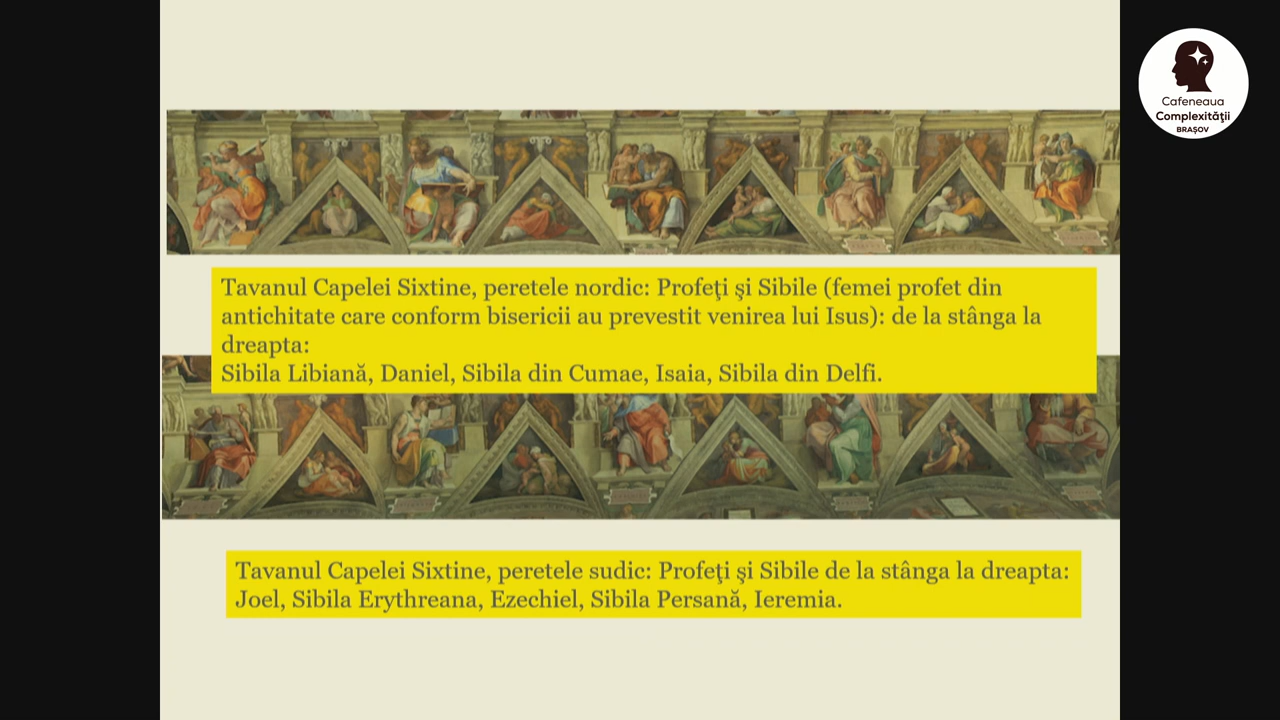 Cafeneaua
Complexităţii
BRAŞOV
Tavanul Capelei Sixtine, peretele nordic: Profeţi şi Sibile (femei profet din
antichitate care conform bisericii au prevestit venirea lui Isus): de la stânga la
dreapta:
Sibila Libiană, Daniel, Sibila din Cumae, Isaia, Sibila din Delfi.
Tavanul Capelei Sixtine, peretele sudic: Profeţi şi Sibile de la stânga la dreapta:
Joel, Sibila Erythreana, Ezechiel, Sibila Persană, Ieremia.